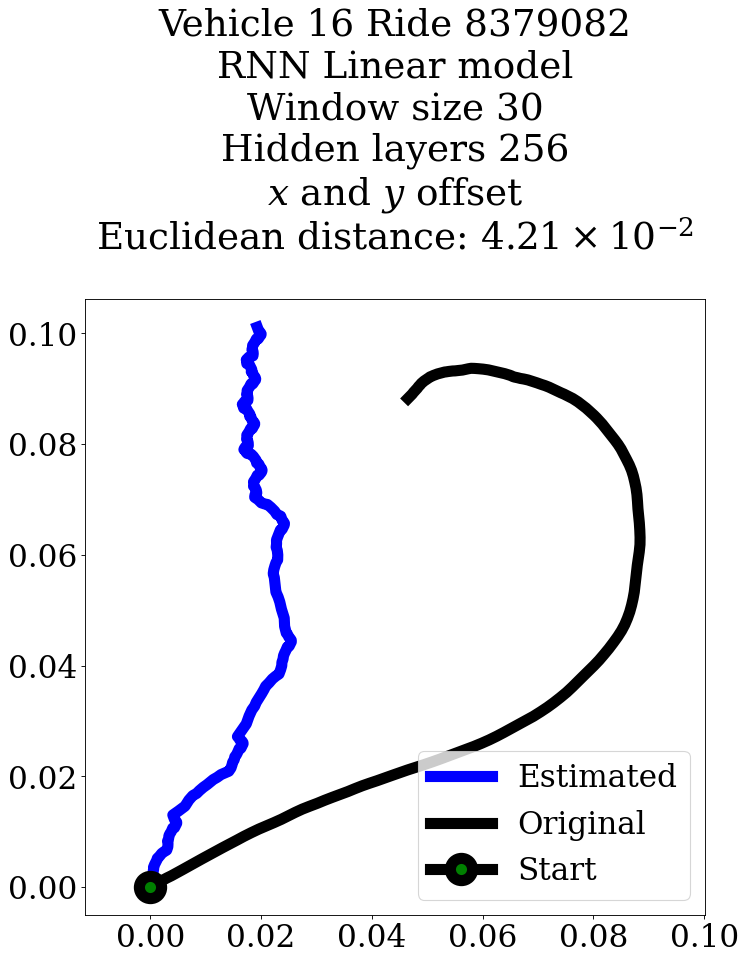 Vehicle 16 Ride 8379082
RNN Linear model
Window size 30
Hidden layers 256
x and y offset
Euclidean distance: 4.21 × 10⁻²
0.10
0.08
0.06
0.04
0.02
0.00
Estimated
Original
Start
0.00 0.02 0.04 0.06 0.08 0.10